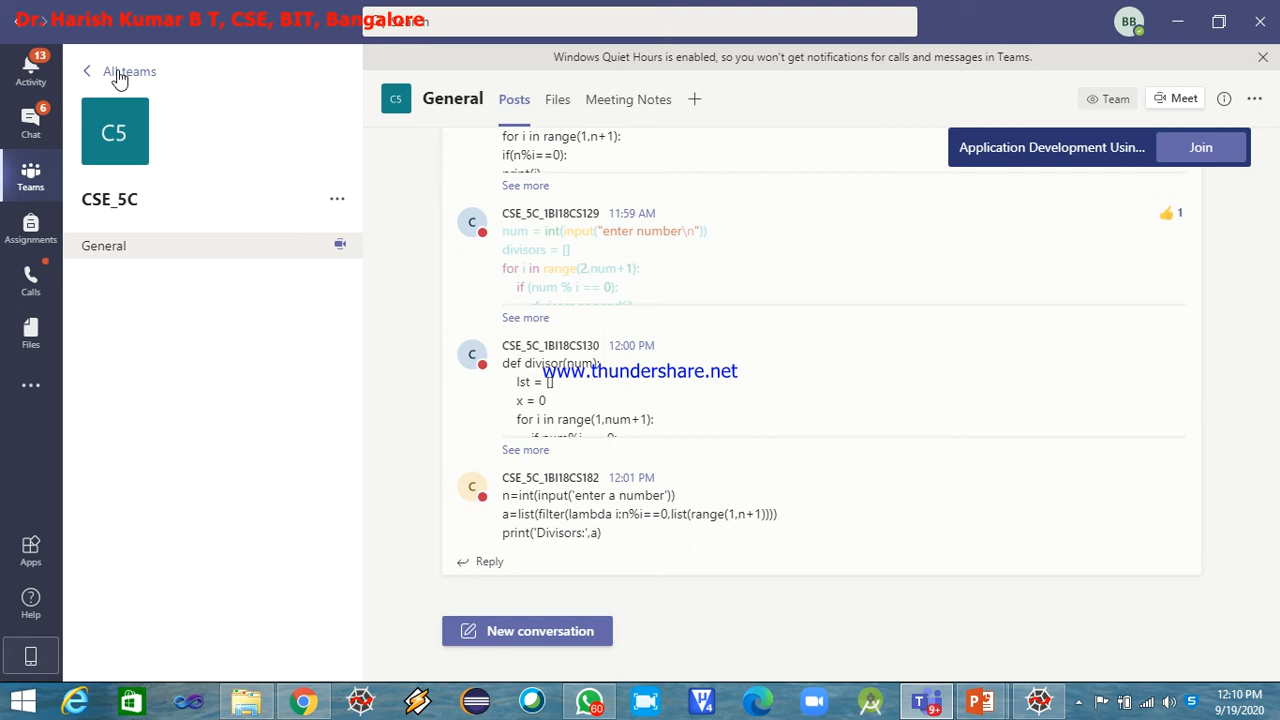 Dr. Harish Kumar B T, CSE, BIT, Bangalore
Search
BB
Windows Quiet Hours is enabled, so you won't get notifications for calls and messages in Teams.
13
Activity
6
Chat
Teams
Assignments
Calls
Files
Apps
Help
All teams
C5
CSE_5C
General
C5
General
Posts
Files
Meeting Notes
Team
Meet
Application Development Usin...
Join
for i in range(1,n+1):
if(n%i==0):
print(i)
See more
C
CSE_5C_1BI18CS129
11:59 AM
1
num = int(input("enter number\n"))
divisors = []
for i in range(2,num+1):
if (num % i == 0):
See more
C
CSE_5C_1BI18CS130
12:00 PM
def divisor(num):
www.thundershare.net
lst = []
x = 0
for i in range(1,num+1):
if num%i == 0:
See more
C
CSE_5C_1BI18CS182
12:01 PM
n=int(input('enter a number'))
a=list(filter(lambda i:n%i==0,list(range(1,n+1))))
print('Divisors:',a)
Reply
New conversation
60
9+
12:10 PM
9/19/2020